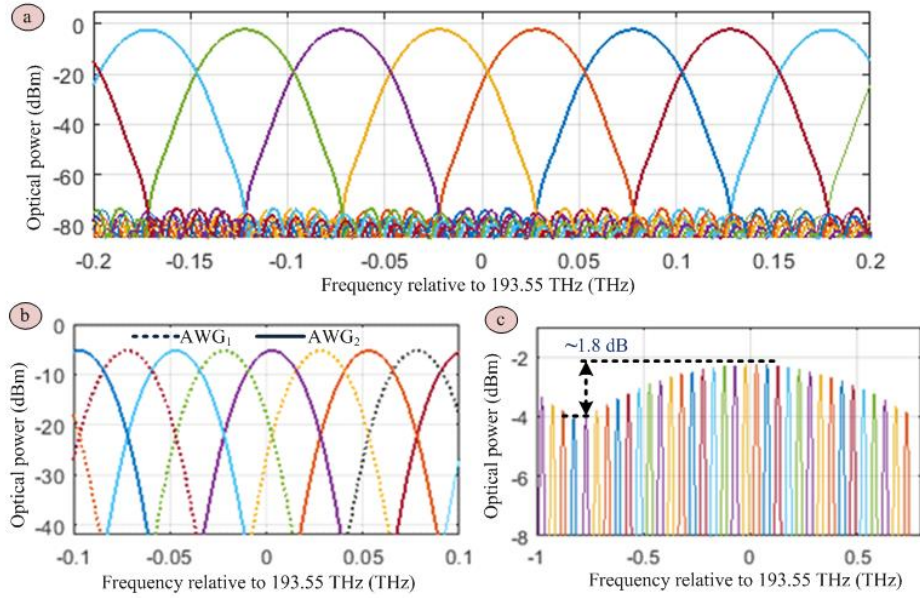 a
Optical power (dBm)
0
-20
-40
-60
-80
-0.2 -0.15 -0.1 -0.05 0 0.05 0.1 0.15 0.2
Frequency relative to 193.55 THz (THz)
b
AWG1 AWG2
Optical power (dBm)
0
-10
-20
-30
-40
-0.1 -0.05 0 0.05 0.1
Frequency relative to 193.55 THz (THz)
c
~1.8 dB
Optical power (dBm)
-2
-4
-6
-8
-1 -0.5 0 0.5
Frequency relative to 193.55 THz (THz)